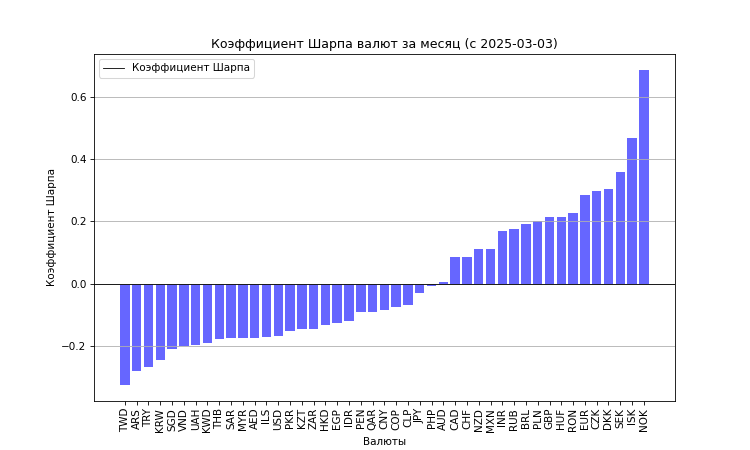 Коэффициент Шарпа валют за месяц (с 2025-03-03)
Коэффициент Шарпа
Коэффициент Шарпа
0.6
0.4
0.2
0.0
−0.2
TWD
ARS
TRY
KRW
SGD
VND
UAH
KWD
THB
SAR
MYR
AED
ILS
USD
PKR
KZT
ZAR
HKD
EGP
IDR
PEN
QAR
CNY
COP
CLP
JPY
PHP
AUD
CAD
CHF
NZD
MXN
INR
RUB
BRL
PLN
GBP
HUF
RON
EUR
CZK
DKK
SEK
ISK
NOK
Валюты